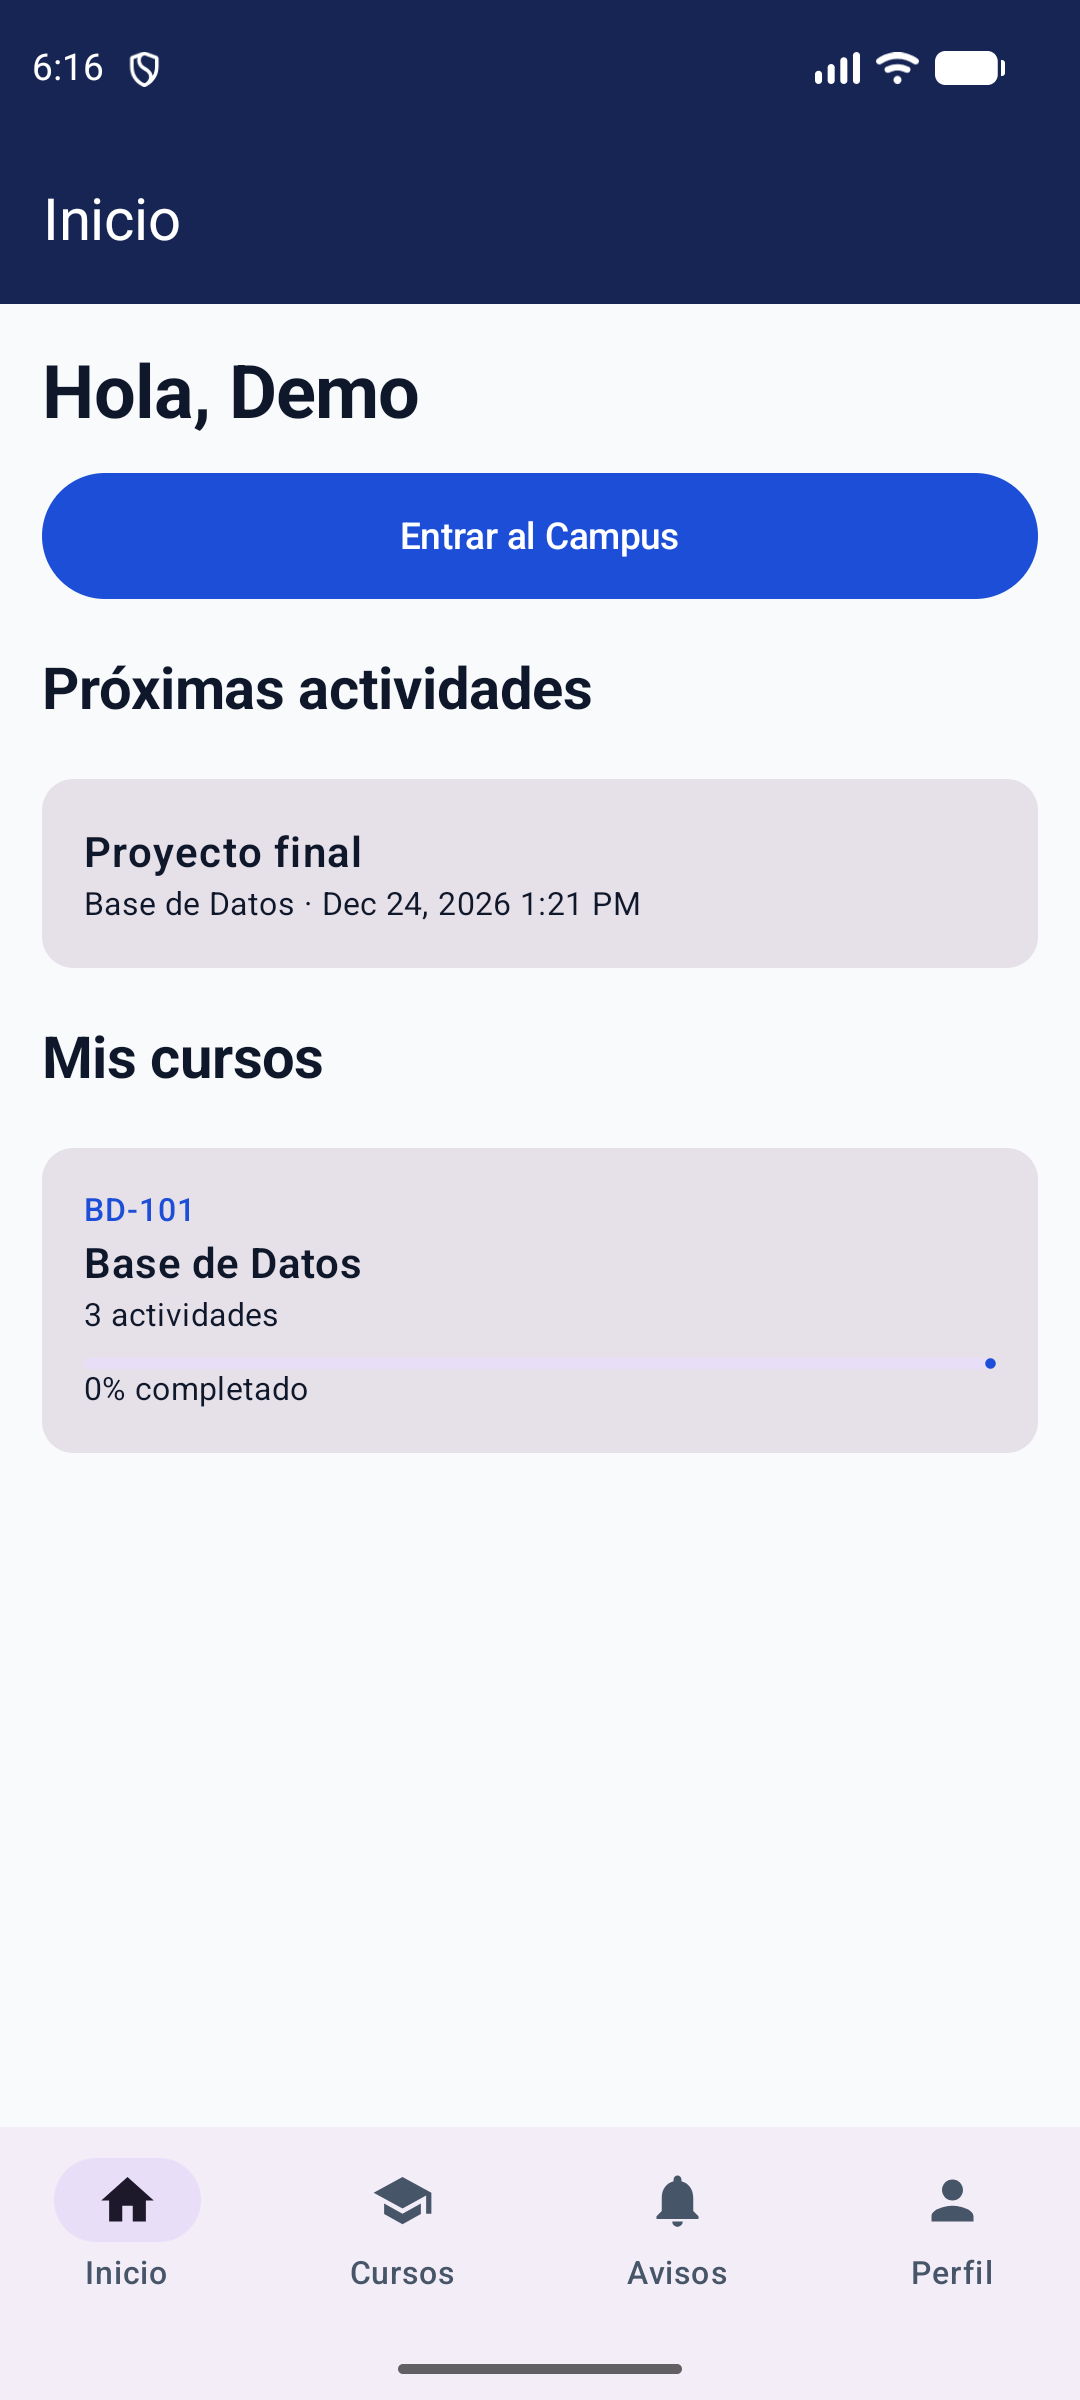 6:16
Inicio
Hola, Demo
Entrar al Campus
Próximas actividades
Proyecto final
Base de Datos · Dec 24, 2026 1:21 PM
Mis cursos
BD-101
Base de Datos
3 actividades
0% completado
Inicio
Cursos
Avisos
Perfil